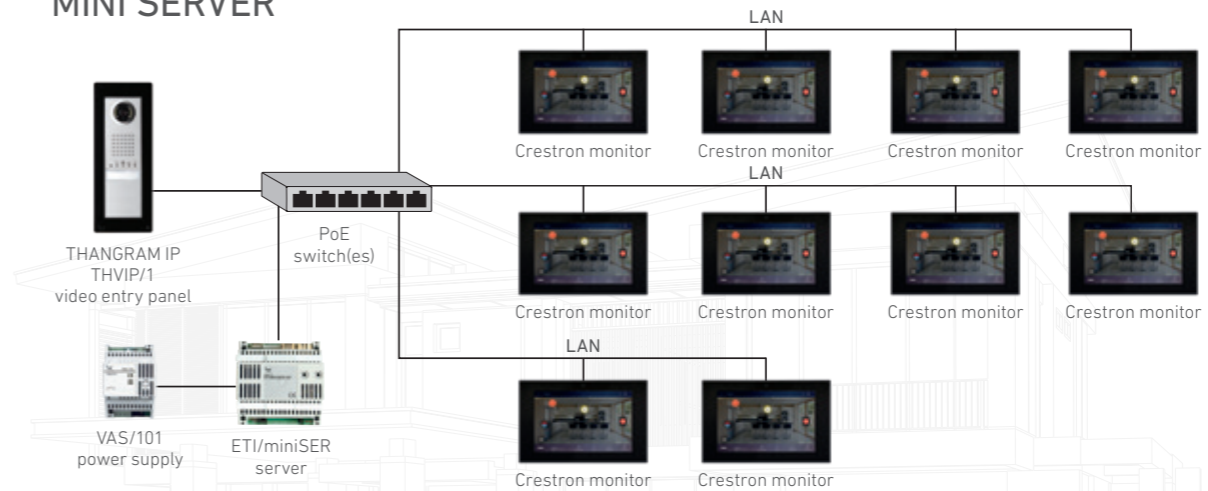 MINI SERVER
LAN
Crestron monitor
Crestron monitor
Crestron monitor
Crestron monitor
LAN
THANGRAM IP
THVIP/1
video entry panel
PoE
switch(es)
Crestron monitor
Crestron monitor
Crestron monitor
Crestron monitor
LAN
VAS/101
power supply
ETI/miniSER
server
Crestron monitor
Crestron monitor